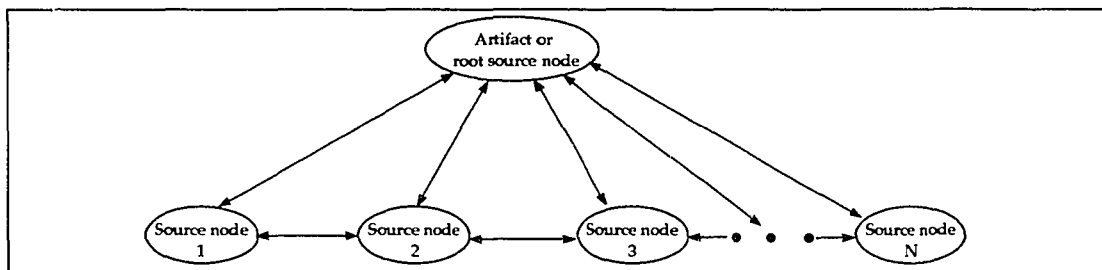 Artifact or
root source node
Source node
1
Source node
2
Source node
3
Source node
N